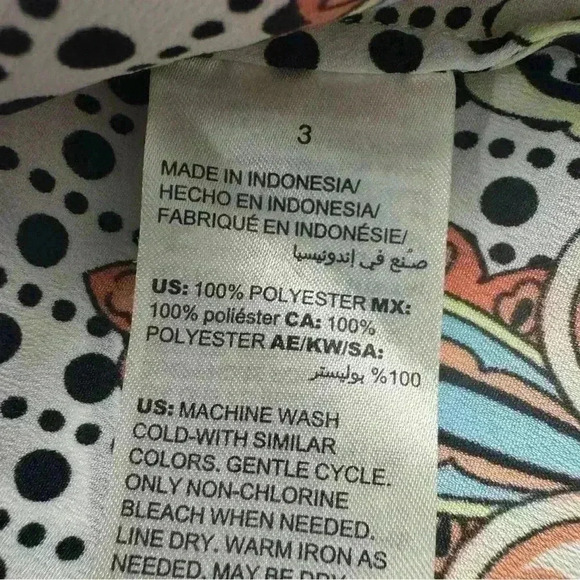 3
MADE IN INDONESIA/
HECHO EN INDONESIA/
FABRIQUÉ EN INDONÉSIE/
صنع في إندونيسيا
US: 100% POLYESTER MX:
100% poliéster CA: 100%
POLYESTER AE/KW/SA:
100% بوليستر
US: MACHINE WASH
COLD-WITH SIMILAR
COLORS. GENTLE CYCLE.
ONLY NON-CHLORINE
BLEACH WHEN NEEDED.
LINE DRY. WARM IRON AS
NEEDED. MAY BE DRY